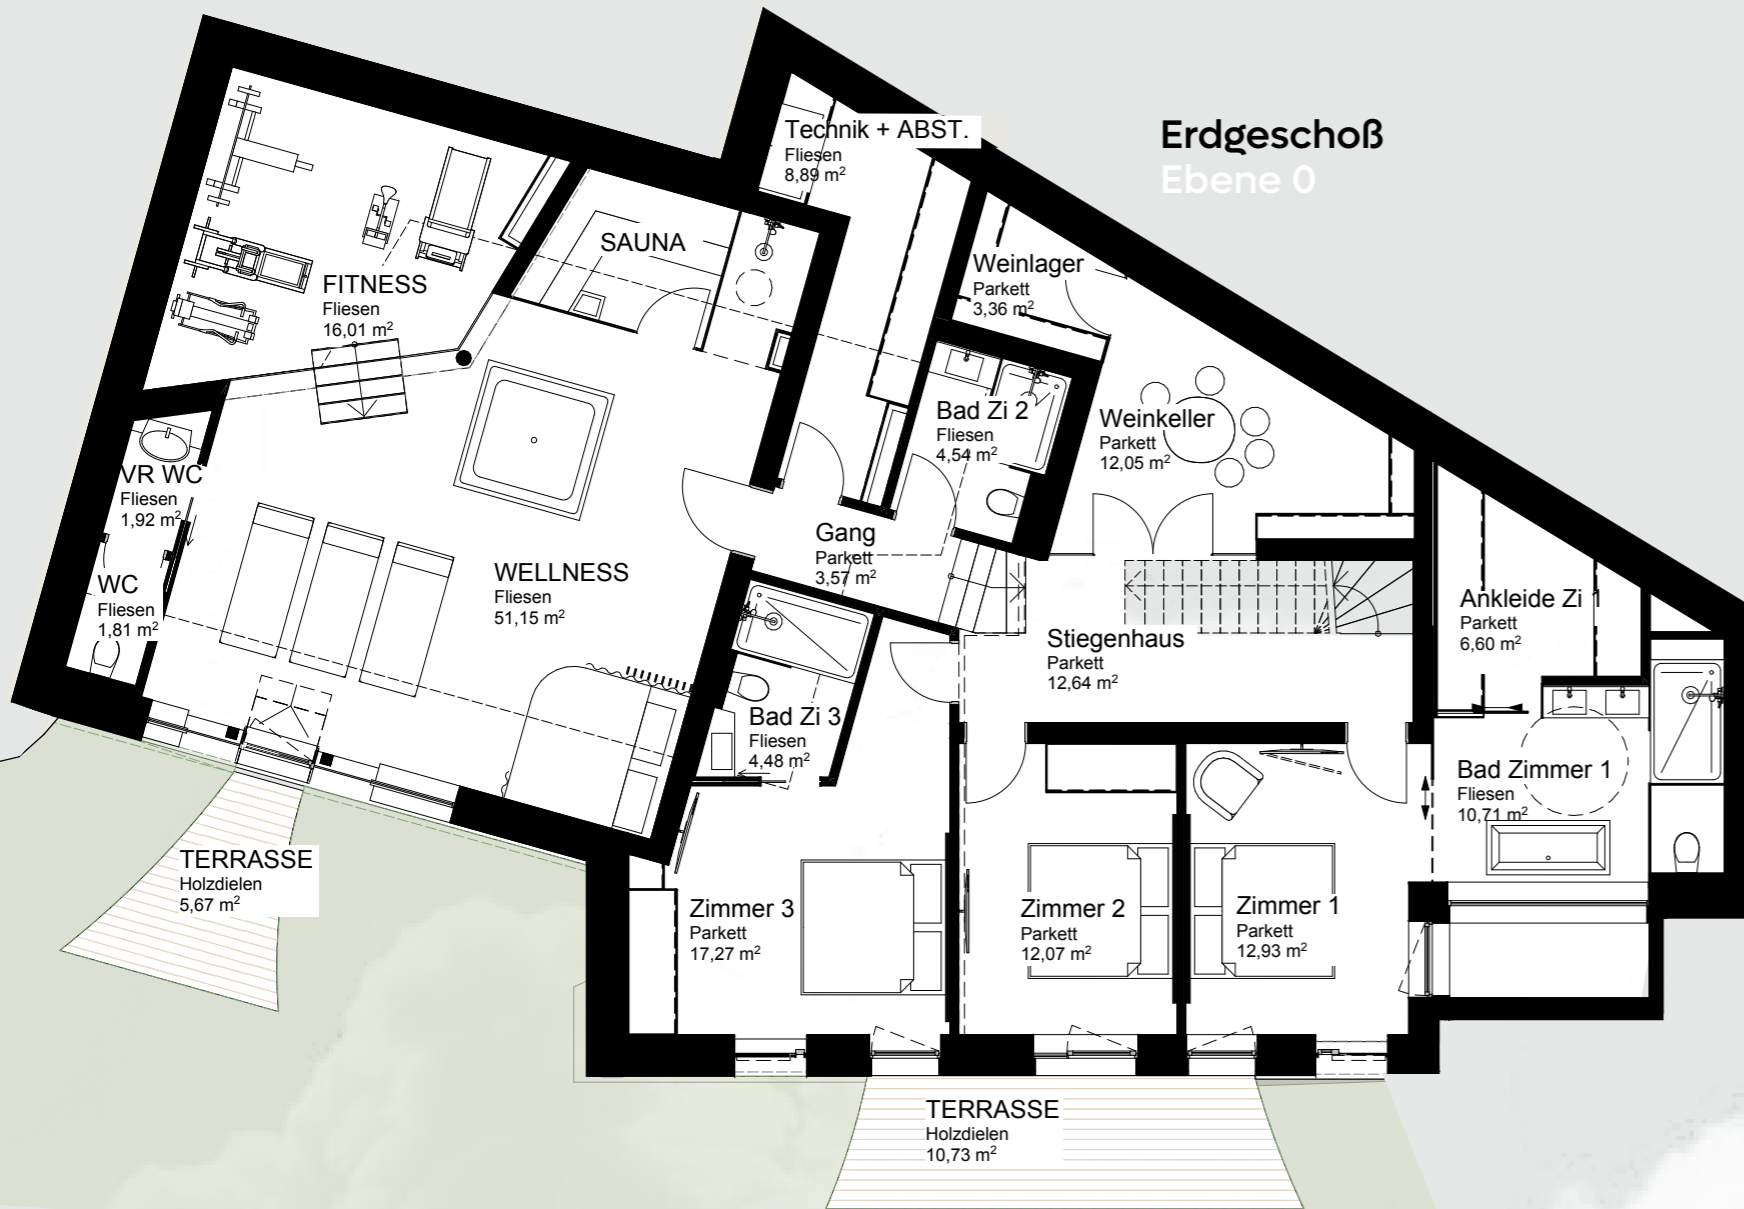 Erdgeschoß
Ebene 0
Technik + ABST.
Fliesen
8,89 m²
SAUNA
Weinlager
Parkett
3,36 m²
FITNESS
Fliesen
16,01 m²
Bad Zi 2
Fliesen
4,54 m²
Weinkeller
Parkett
12,05 m²
VR WC
Fliesen
1,92 m²
Gang
Parkett
3,57 m²
WC
Fliesen
1,81 m²
WELLNESS
Fliesen
51,15 m²
Stiegenhaus
Parkett
12,64 m²
Ankleide Zi 1
Parkett
6,60 m²
Bad Zi 3
Fliesen
4,48 m²
Bad Zimmer 1
Fliesen
10,71 m²
TERRASSE
Holzdielen
5,67 m²
Zimmer 3
Parkett
17,27 m²
Zimmer 2
Parkett
12,07 m²
Zimmer 1
Parkett
12,93 m²
TERRASSE
Holzdielen
10,73 m²